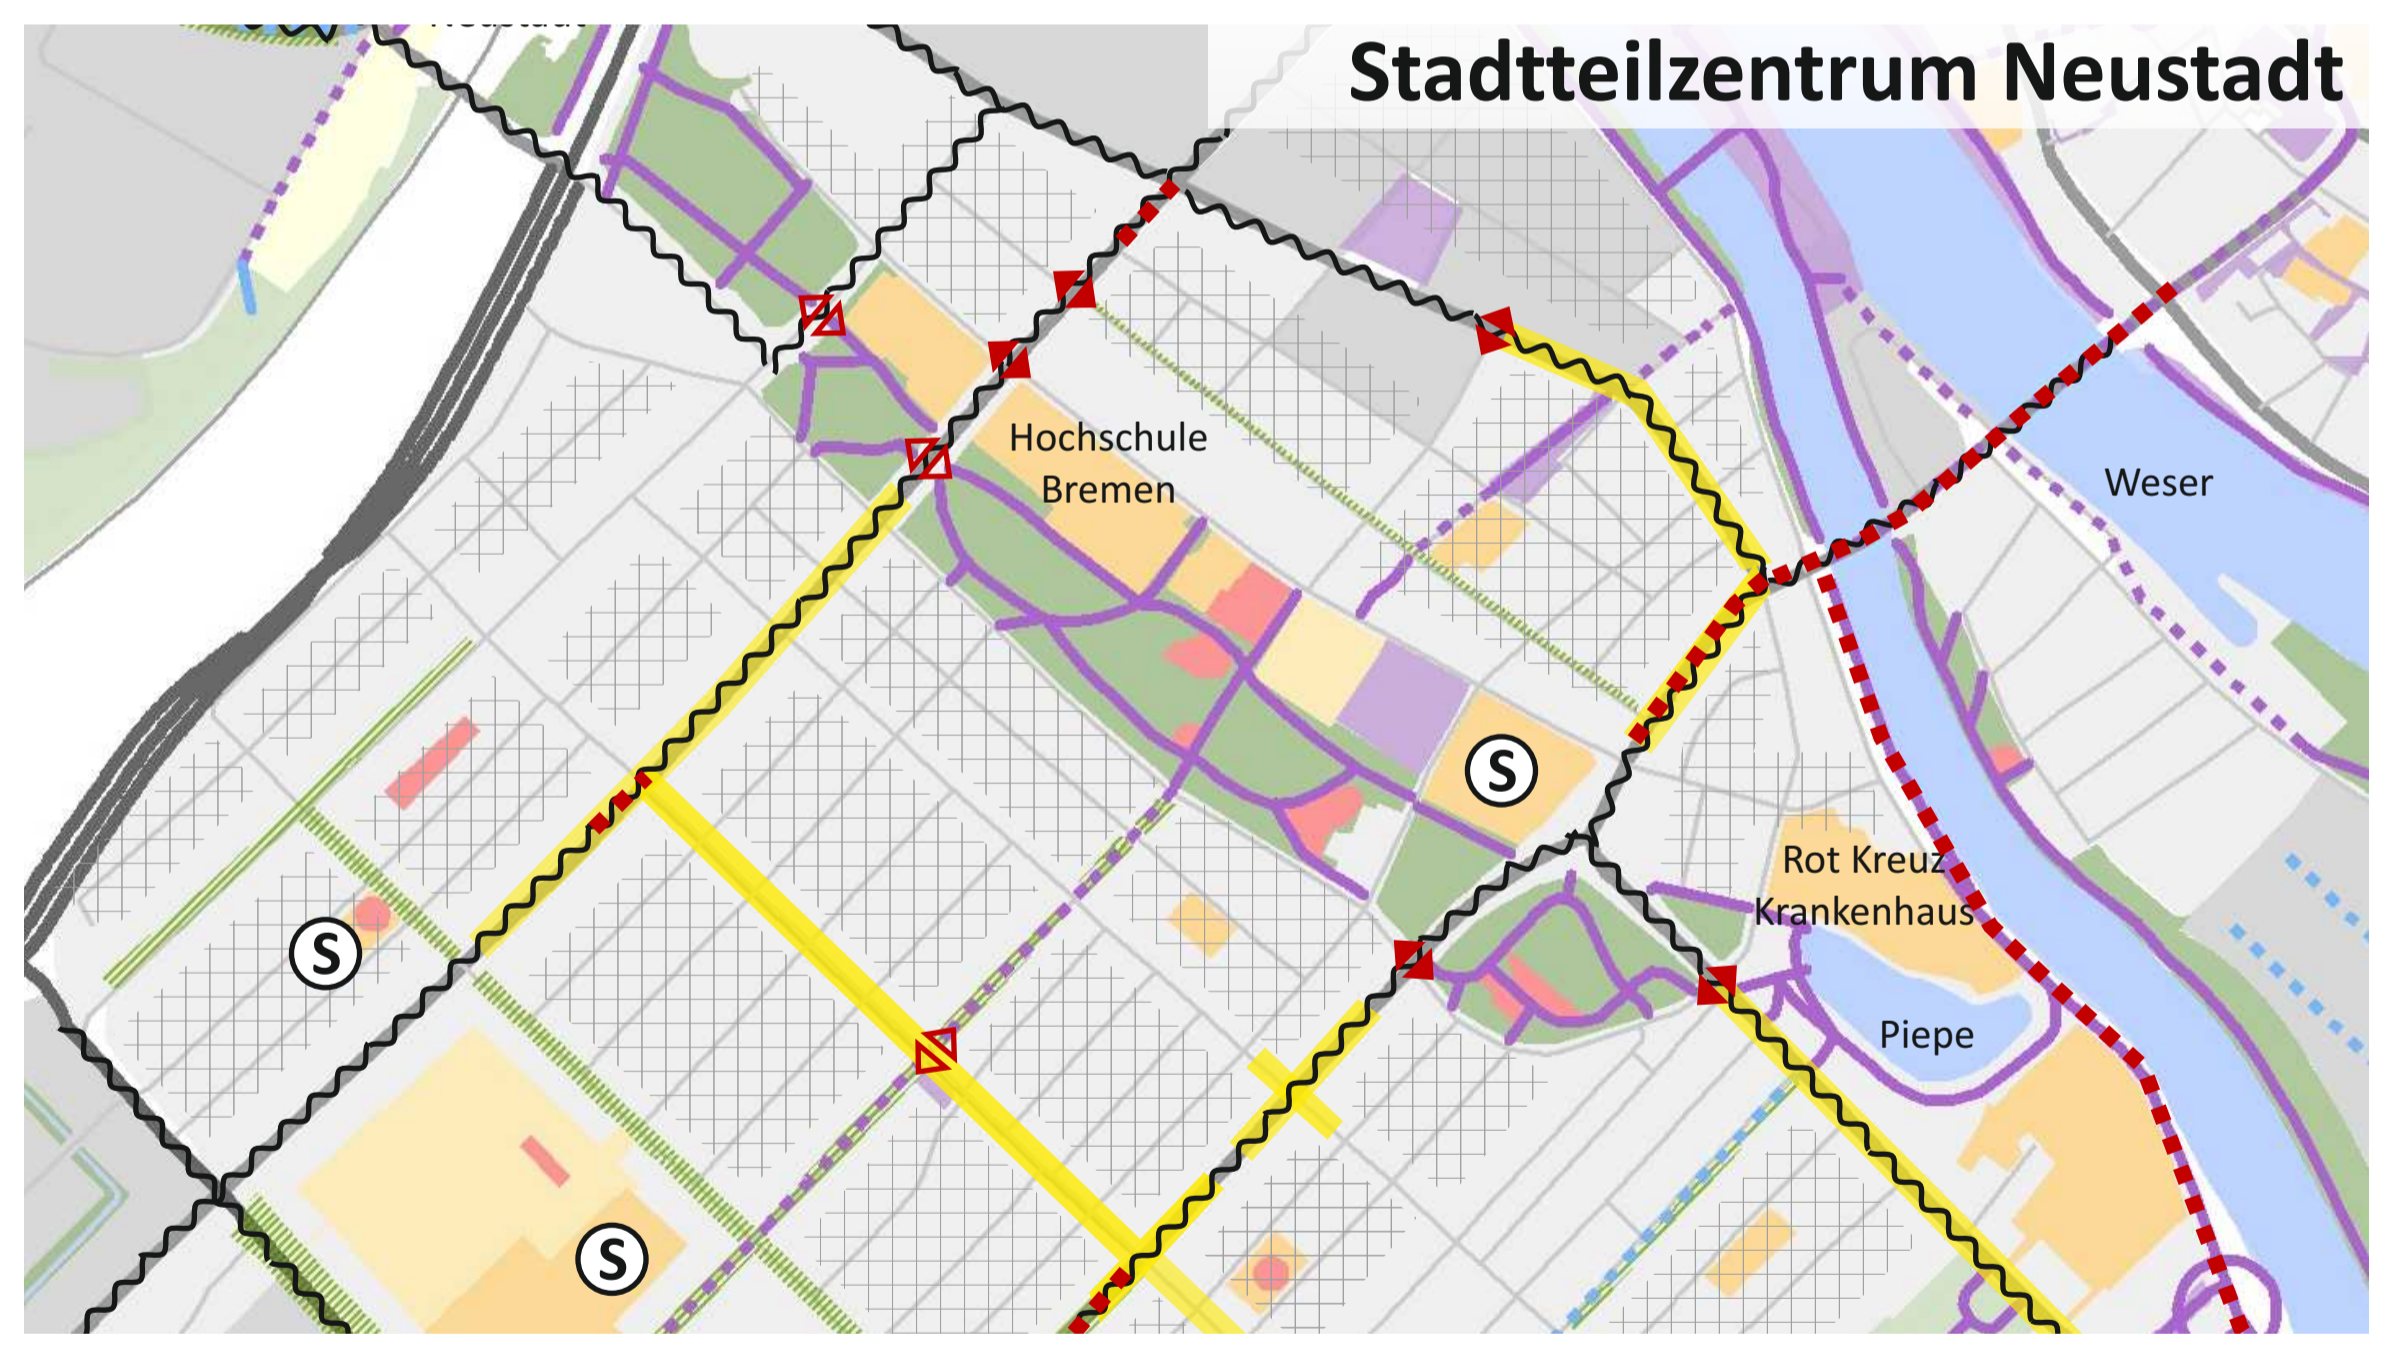 Stadtteilzentrum Neustadt
Hochschule
Bremen
Weser
S
Rot Kreuz
Krankenhaus
S
Piepe
S